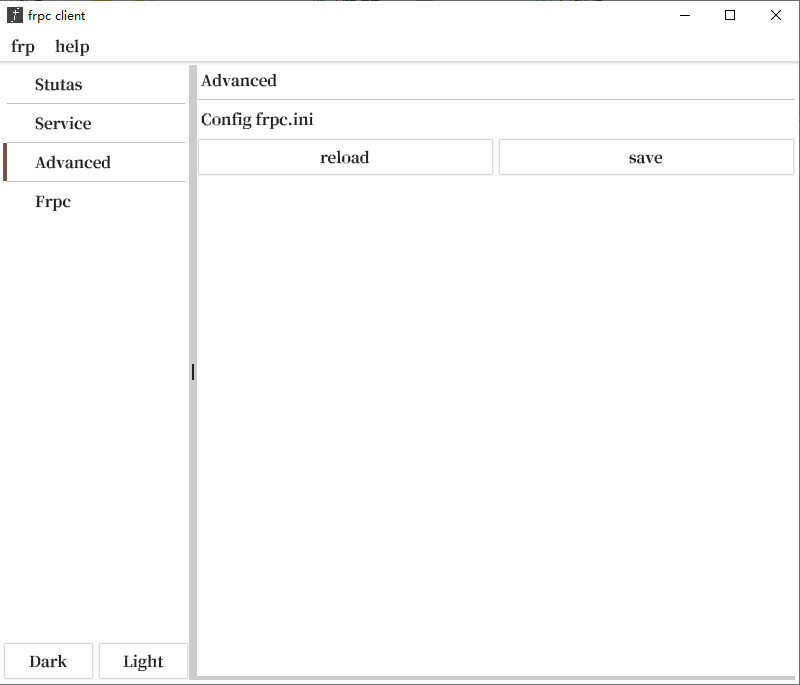 frpc client
frp help
Stutas
Service
Advanced
Frpc
Dark Light
Advanced
Config frpc.ini
reload save